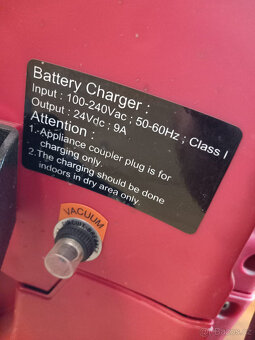 Battery Charger :
Input : 100-240Vac ; 50-60Hz ; Class I
Output : 24Vdc ; 9A
Attention :
1.-Appliance coupler plug is for
charging only.
2.The charging should be done
indoors in dry area only.
VACUUM